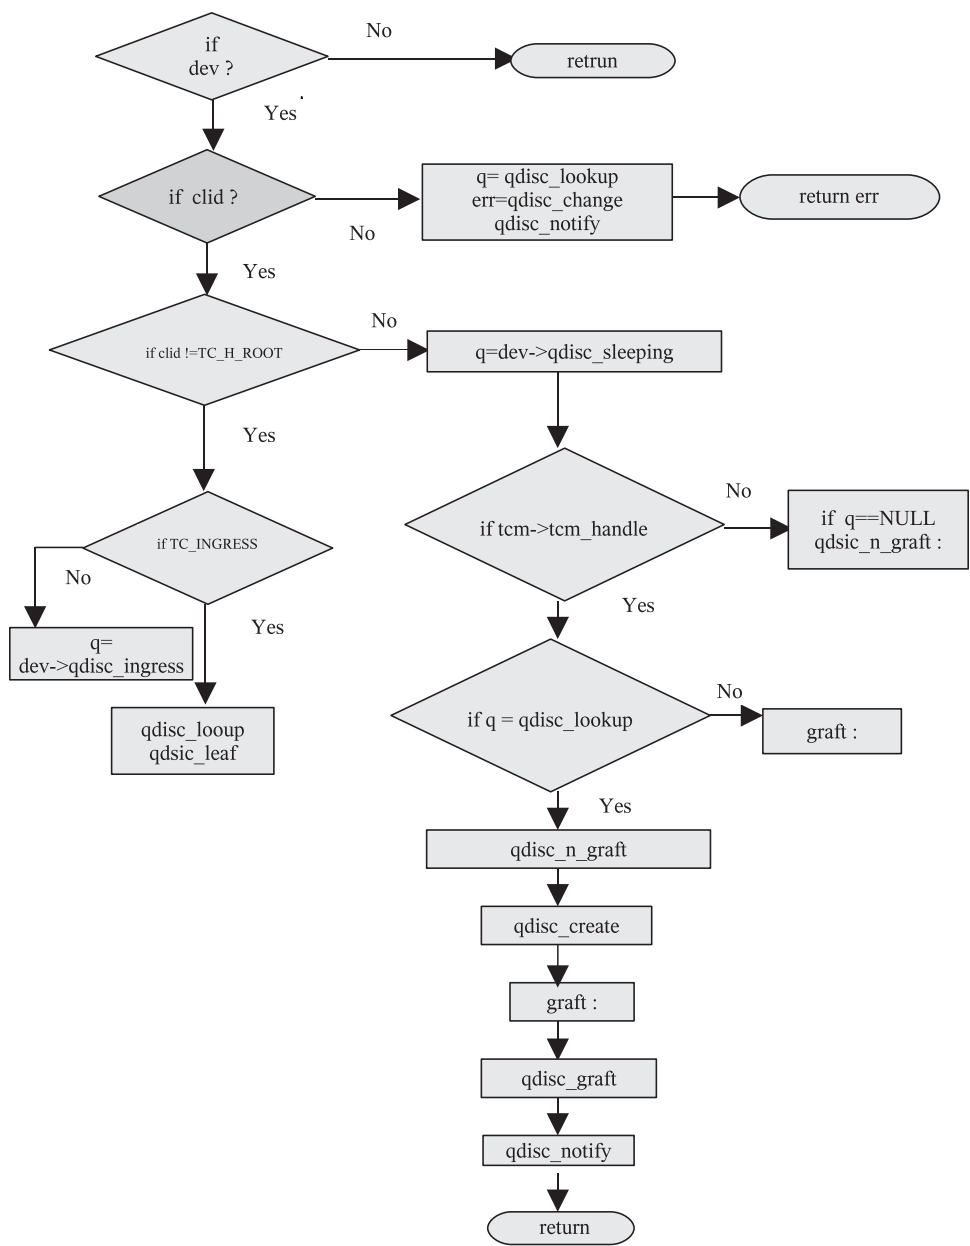 if
dev ?
No
retrun
Yes
if clid ?
No
q= qdisc_lookup
err=qdisc_change
qdisc_notify
return err
Yes
if clid !=TC_H_ROOT
No
q=dev->qdisc_sleeping
Yes
if tcm->tcm_handle
No
if q==NULL
qdsic_n_graft :
if TC_INGRESS
No
q=
dev->qdisc_ingress
Yes
qdisc_looup
qdsic_leaf
Yes
if q = qdisc_lookup
No
graft :
Yes
qdisc_n_graft
qdisc_create
graft :
qdisc_graft
qdisc_notify
return